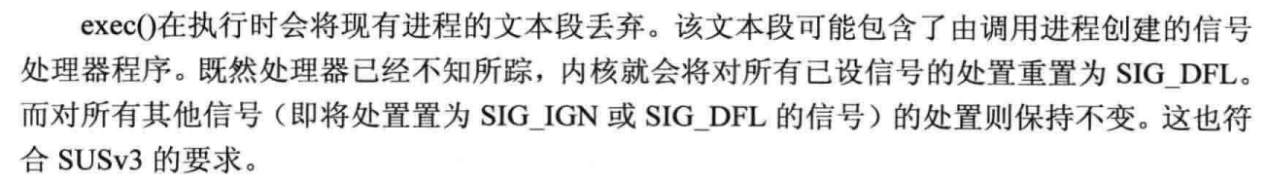 exec()在执行时会将现有进程的文本段丢弃。该文本段可能包含了由调用进程创建的信号
处理器程序。既然处理器已经不知所踪，内核就会将对所有已设信号的处置重置为 SIG_DFL。
而对所有其他信号（即将处置置为 SIG_IGN 或 SIG_DFL 的信号）的处置则保持不变。这也符
合 SUSv3 的要求。